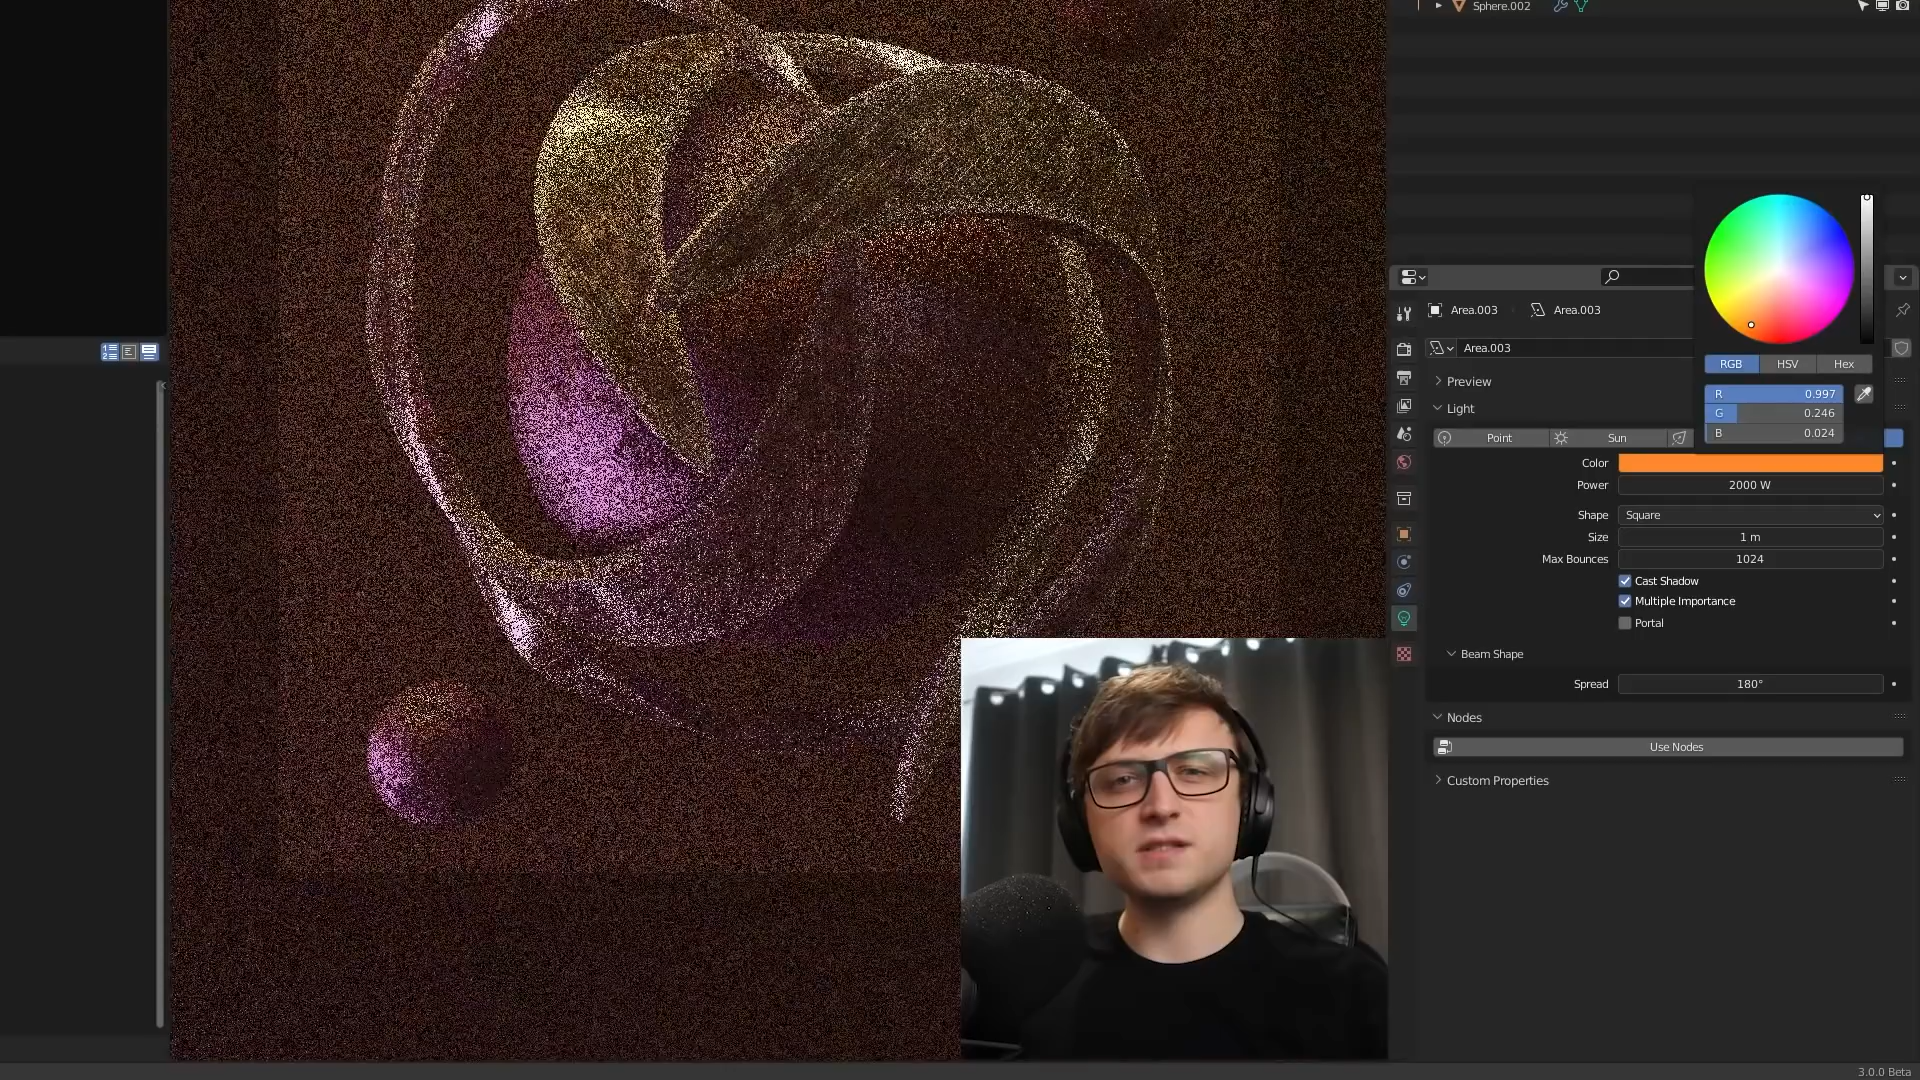 Sphere.002
Area.003 Area.003
Area.003
Preview
Light
RGB HSV Hex
R 0.997
G 0.246
B 0.024
Point Sun
Color
Power 2000 W
Shape Square
Size 1 m
Max Bounces 1024
Cast Shadow
Multiple Importance
Portal
Beam Shape
Spread 180°
Nodes
Use Nodes
Custom Properties
3.0.0 Beta